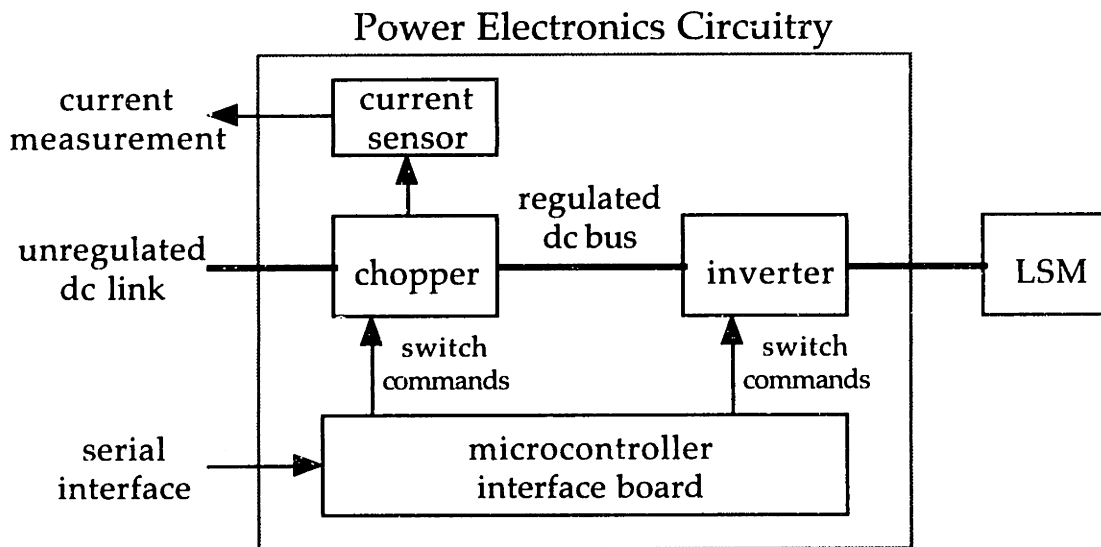 Power Electronics Circuitry
current
measurement
current
sensor
regulated
dc bus
unregulated
dc link
chopper
inverter
LSM
switch
commands
switch
commands
serial
interface
microcontroller
interface board